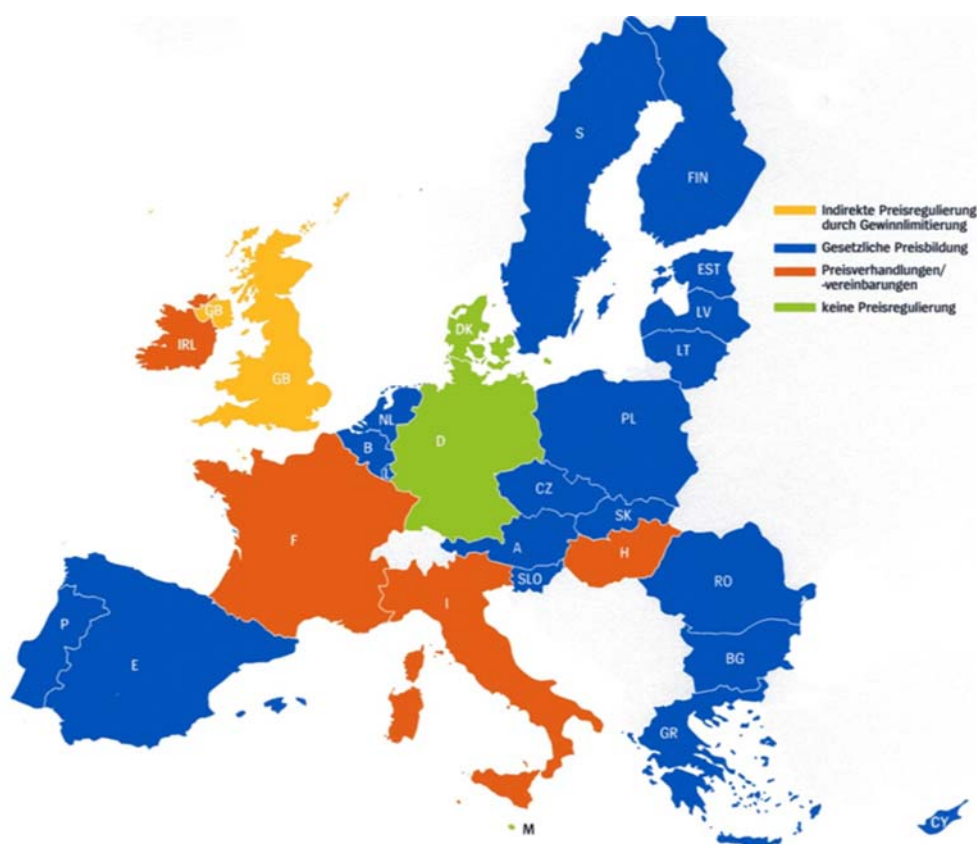 S
FIN
Indirekte Preisregulierung
durch Gewinnlimitierung
Gesetzliche Preisbildung
Preisverhandlungen/
-vereinbarungen
keine Preisregulierung
EST
LV
LT
GB
IRL
GB
DK
NL
B
L
D
PL
CZ
SK
A
H
SLO
F
I
RO
P
E
BG
GR
M
CY